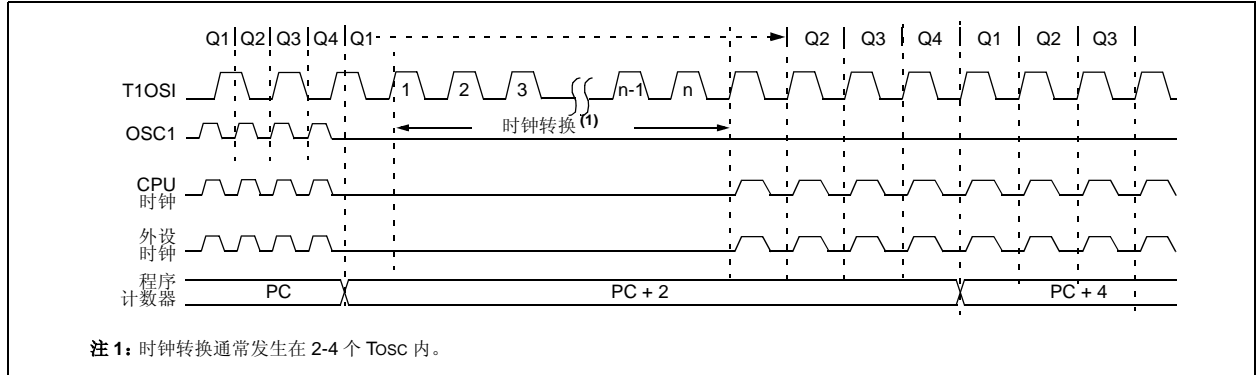 Q1 Q2 Q3 Q4 Q1 Q2 Q3 Q4 Q1 Q2 Q3
T1OSI 1 2 3 n-1 n
时钟转换(1)
OSC1
CPU
时钟
外设
时钟
程序
计数器 PC PC + 2 PC + 4
注 1: 时钟转换通常发生在 2-4 个 Tosc 内。